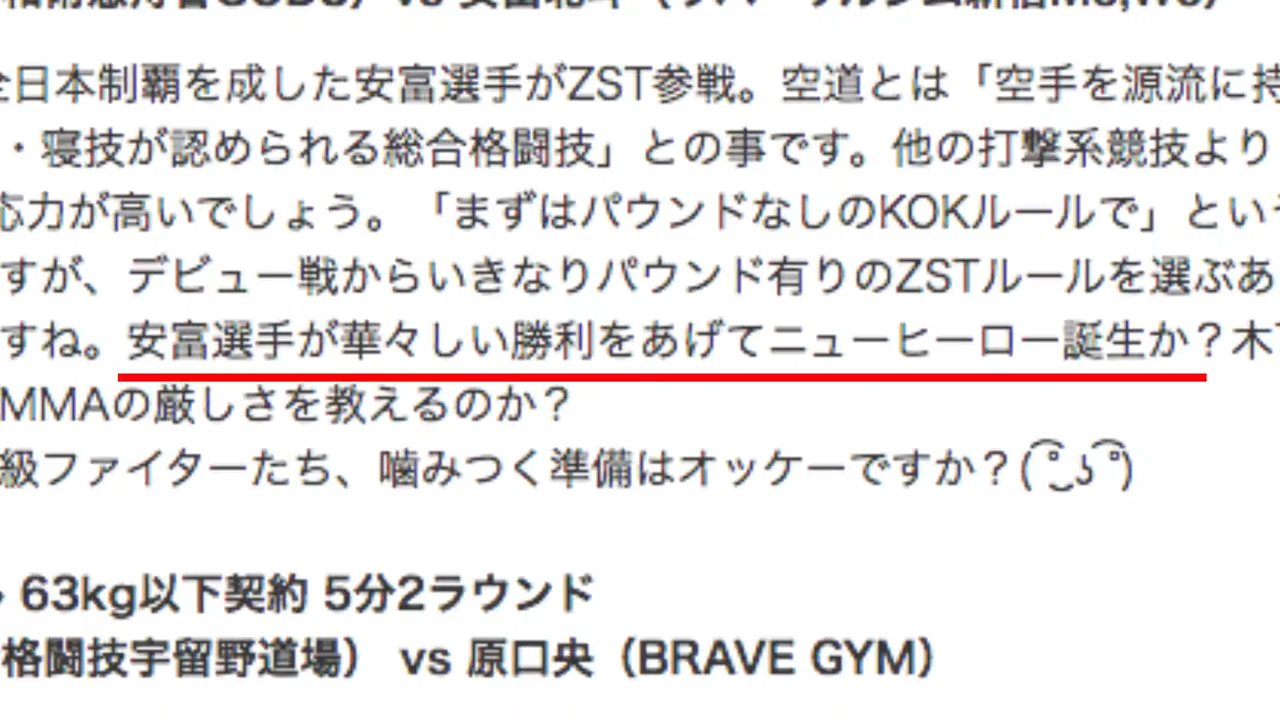 全日本制覇を成した安富選手がZST参戦。空道とは「空手を源流に持
・寝技が認められる総合格闘技」との事です。他の打撃系競技より
応力が高いでしょう。「まずはパウンドなしのKOKルールで」という
すが、デビュー戦からいきなりパウンド有りのZSTルールを選ぶあ
すね。安富選手が華々しい勝利をあげてニューヒーロー誕生か？木
MMAの厳しさを教えるのか？
級ファイターたち、噛みつく準備はオッケーですか？( ͡° ͜ʖ ͡°)
63kg以下契約 5分2ラウンド
格闘技宇留野道場） vs 原口央（BRAVE GYM）